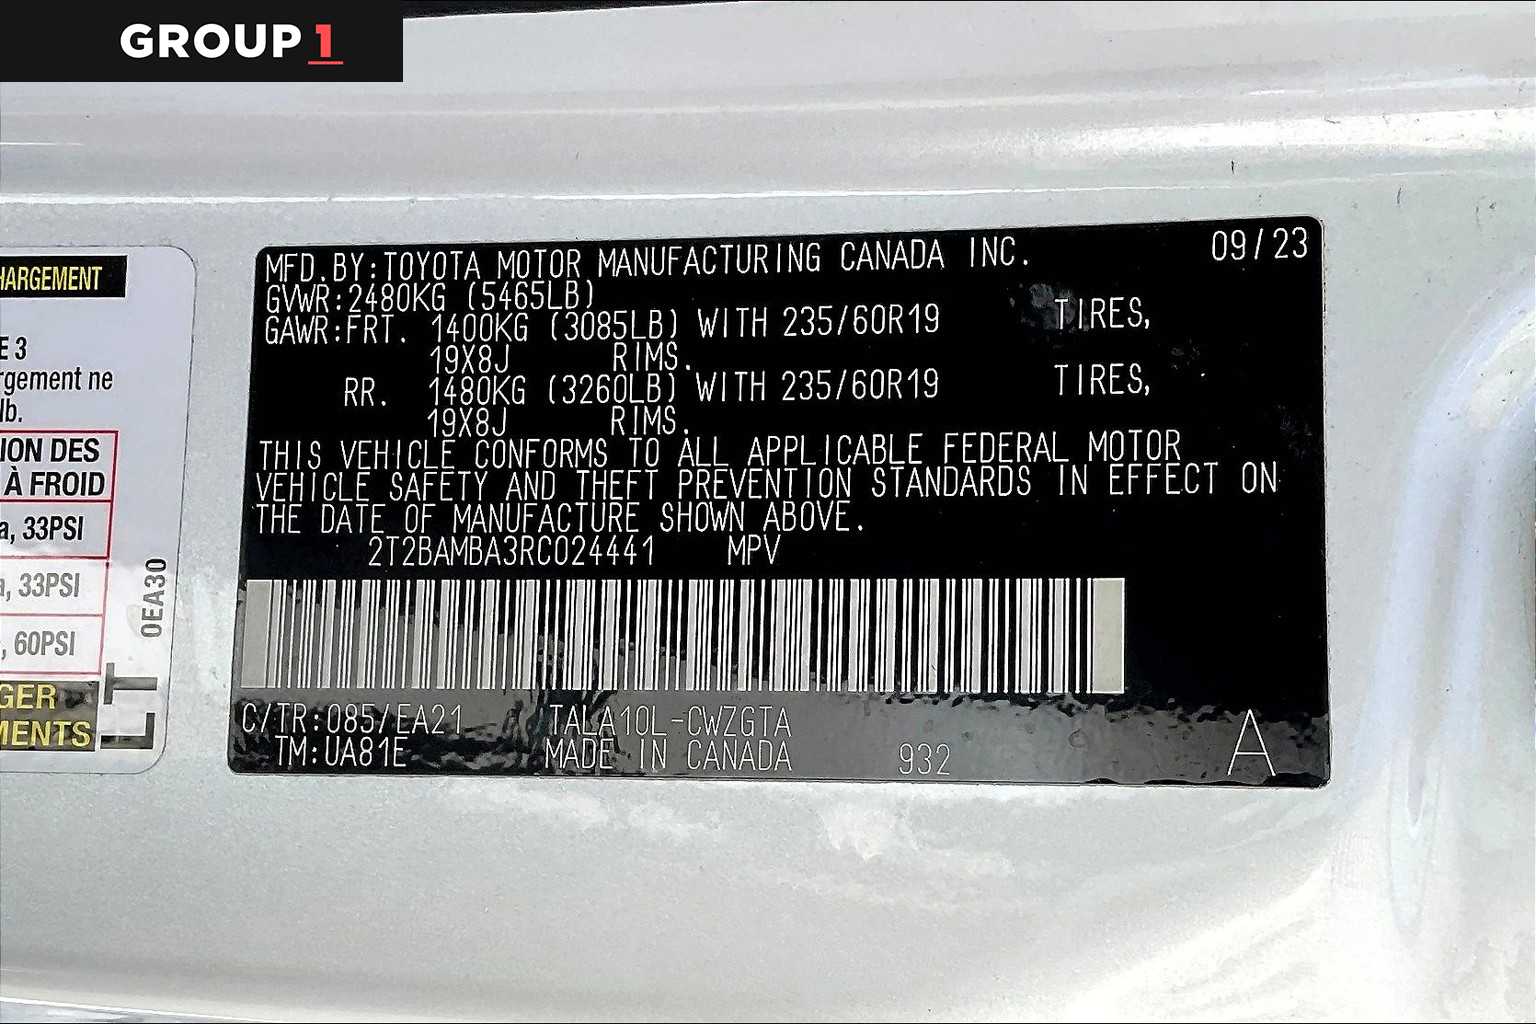 GROUP 1
HARGEMENT
E 3
rgement ne
lb.
ION DES
À FROID
a, 33PSI
a, 33PSI
, 60PSI
GER
MENTS
LT
0EA30
MFD.BY:TOYOTA MOTOR MANUFACTURING CANADA INC. 09/23
GVWR:2480KG (5465LB)
GAWR:FRT. 1400KG (3085LB) WITH 235/60R19 TIRES,
19X8J RIMS.
RR. 1480KG (3260LB) WITH 235/60R19 TIRES,
19X8J RIMS.
THIS VEHICLE CONFORMS TO ALL APPLICABLE FEDERAL MOTOR
VEHICLE SAFETY AND THEFT PREVENTION STANDARDS IN EFFECT ON
THE DATE OF MANUFACTURE SHOWN ABOVE.
2T2BAMBA3RC024441 MPV
C/TR:085/EA21 TALA10L-CWZGTA
TM:UA81E MADE IN CANADA 932 A